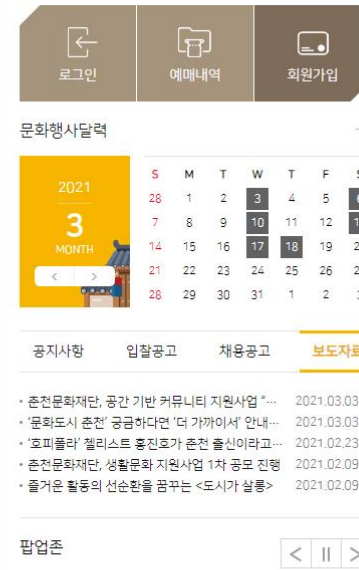 로그인 예매내역 회원가입
문화행사달력
2021
3
MONTH
< >
S M T W T F
28 1 2 3 4 5
7 8 9 10 11 12
14 15 16 17 18 19
21 22 23 24 25 26
28 29 30 31 1 2
공지사항 입찰공고 채용공고 보도자료
· 춘천문화재단, 공간 기반 커뮤니티 지원사업 “··· 2021.03.03
· ‘문화도시 춘천’ 궁금하다면 ‘더 가까이서’ 안내··· 2021.03.03
· ‘호피폴라’ 첼리스트 홍진호가 춘천 출신이라고··· 2021.02.23
· 춘천문화재단, 생활문화 지원사업 1차 공모 진행 2021.02.09
· 즐거운 활동의 선순환을 꿈꾸는 <도시가 살롱> 2021.02.09
팝업존 < || >